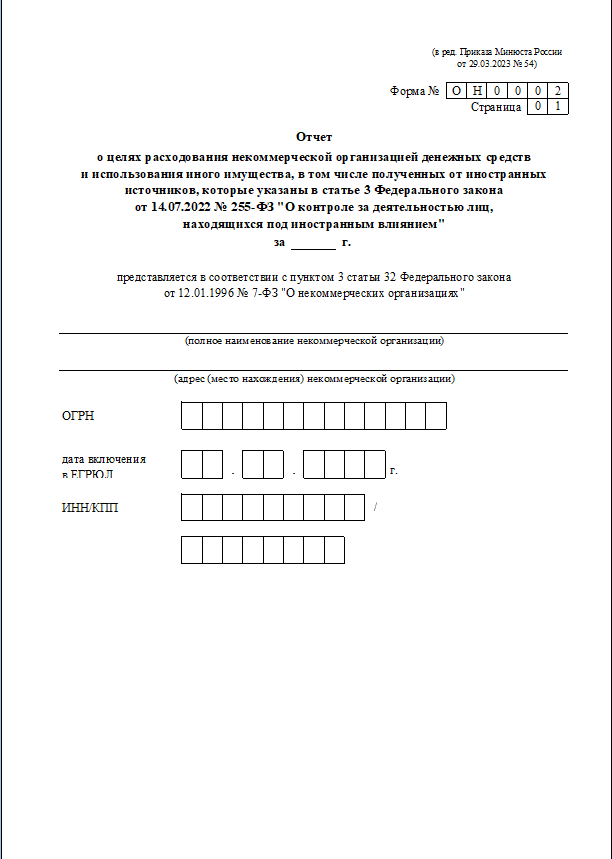 (в ред. Приказа Минюста России
от 29.03.2023 № 54)
Форма № О Н 0 0 0 2
Страница 0 1
Отчет
о целях расходования некоммерческой организацией денежных средств
и использования иного имущества, в том числе полученных от иностранных
источников, которые указаны в статье 3 Федерального закона
от 14.07.2022 № 255-ФЗ "О контроле за деятельностью лиц,
находящихся под иностранным влиянием"
за ______ г.
представляется в соответствии с пунктом 3 статьи 32 Федерального закона
от 12.01.1996 № 7-ФЗ "О некоммерческих организациях"
(полное наименование некоммерческой организации)
(адрес (место нахождения) некоммерческой организации)
ОГРН
дата включения
в ЕГРЮЛ . . г.
ИНН/КПП /